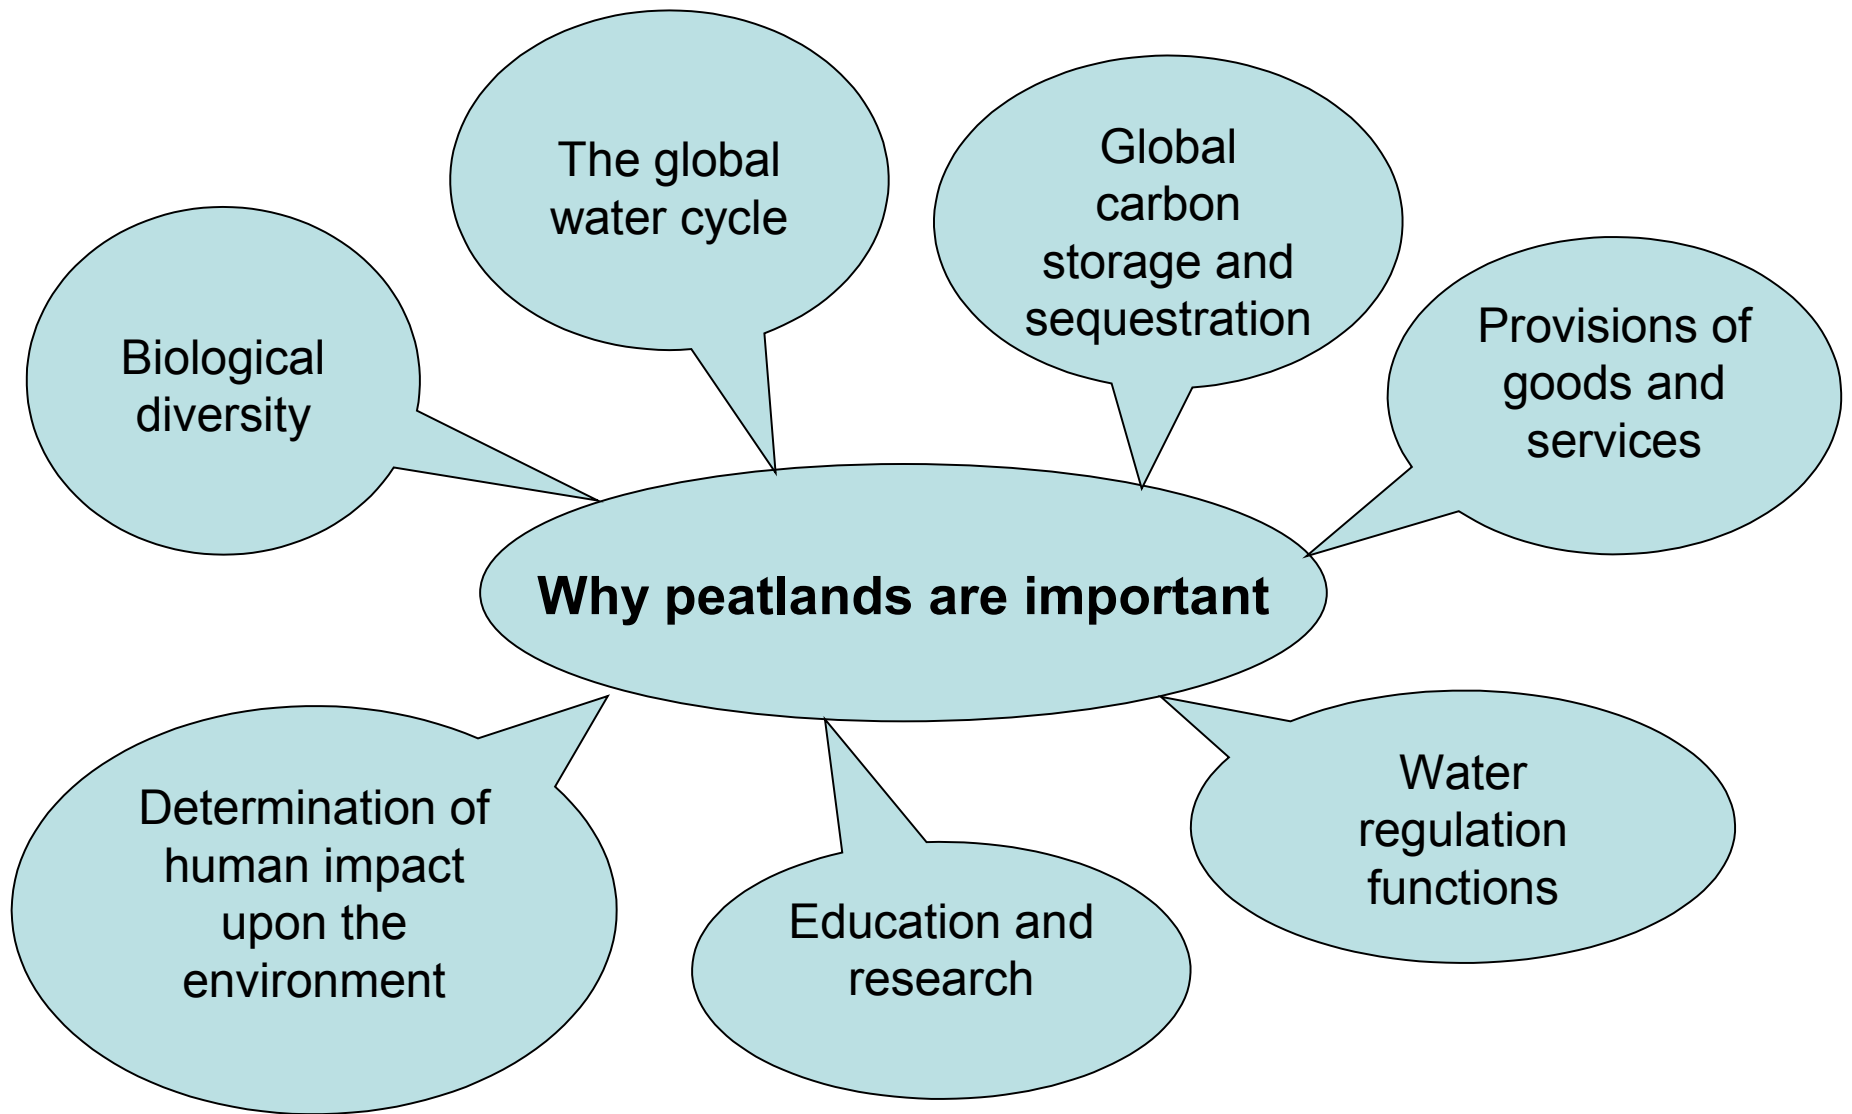 The global
water cycle
Global
carbon
storage and
sequestration
Biological
diversity
Provisions of
goods and
services
Why peatlands are important
Determination of
human impact
upon the
environment
Education and
research
Water
regulation
functions